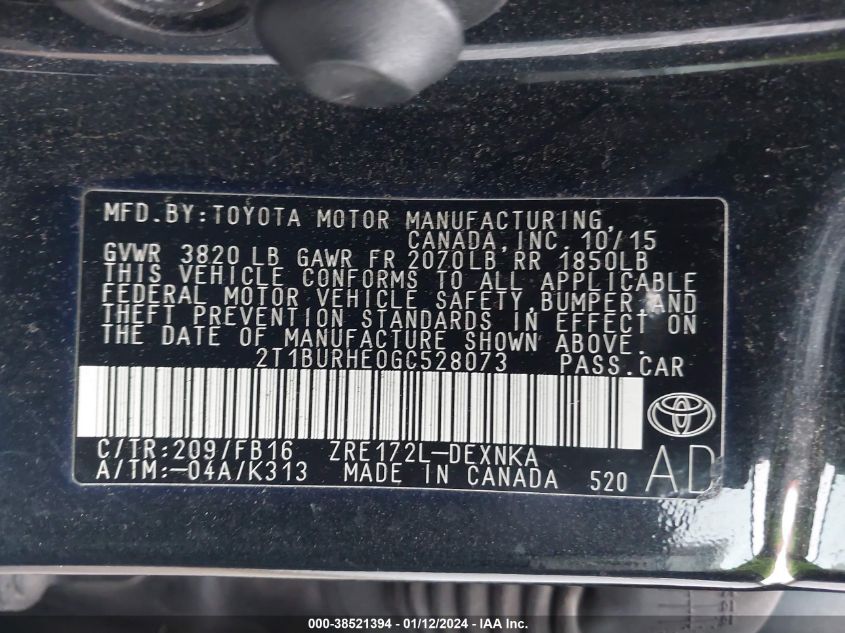 MFD.BY:TOYOTA MOTOR MANUFACTURING,
CANADA,INC. 10/15
GVWR 3820 LB GAWR FR 2070LB RR 1850LB
THIS VEHICLE CONFORMS TO ALL APPLICABLE
FEDERAL MOTOR VEHICLE SAFETY,BUMPER AND
THEFT PREVENTION STANDARDS IN EFFECT ON
THE DATE OF MANUFACTURE SHOWN ABOVE.
2T1BURHE0GC528073 PASS.CAR
C/TR:209/FB16 ZRE172L-DEXNKA
A/TM:-04A/K313 MADE IN CANADA 520 AD
000-38521394 - 01/12/2024 - IAA Inc.